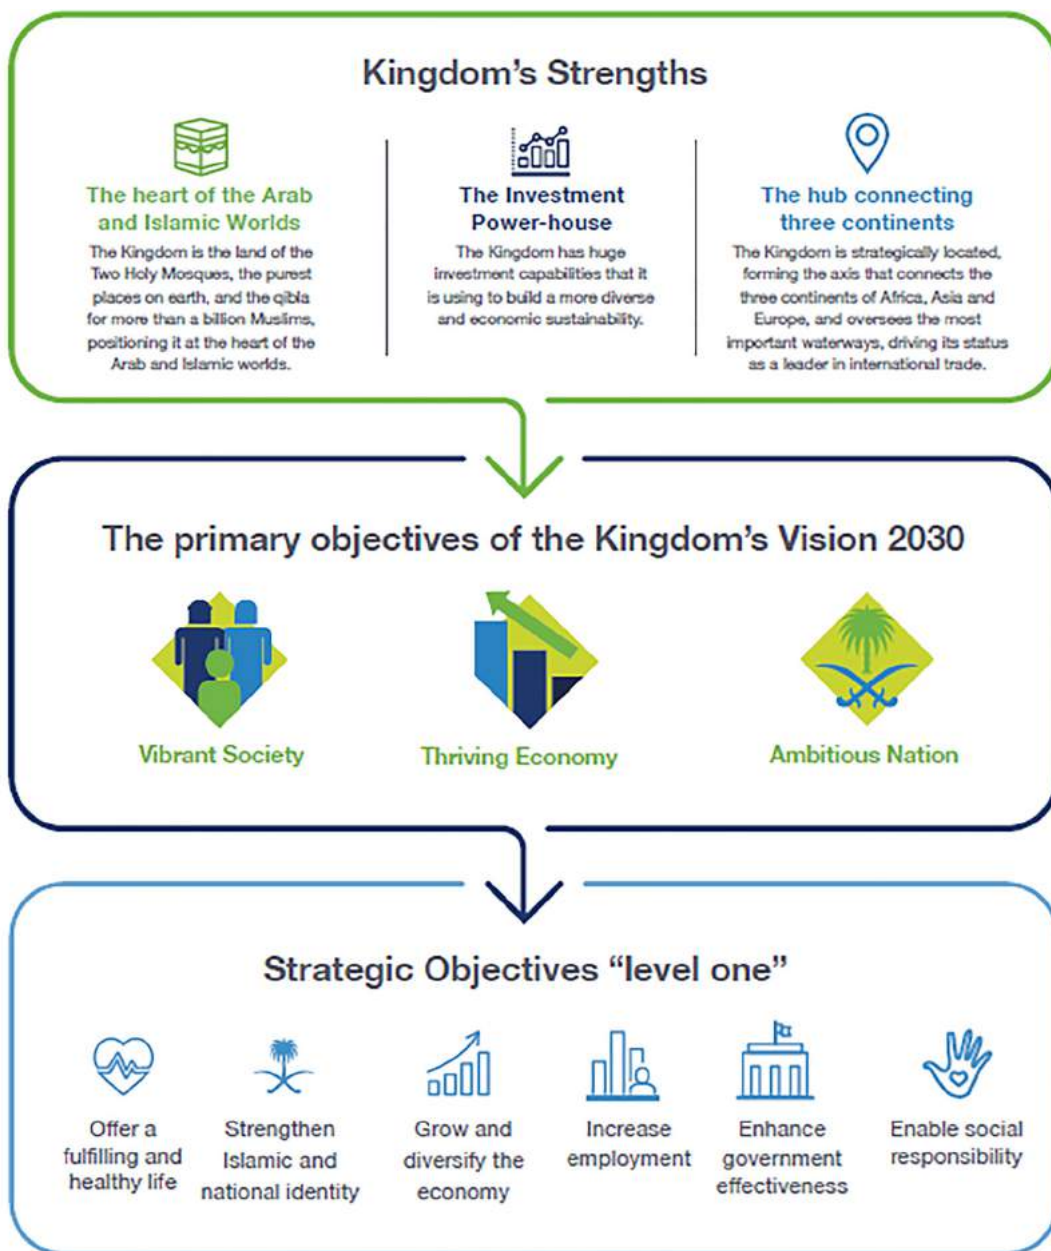 Kingdom's Strengths
The heart of the Arab
and Islamic Worlds
The Kingdom is the land of the
Two Holy Mosques, the purest
places on earth, and the qibla
for more than a billion Muslims,
positioning it at the heart of the
Arab and Islamic worlds.
The Investment
Power-house
The Kingdom has huge
investment capabilities that it
is using to build a more diverse
and economic sustainability.
The hub connecting
three continents
The Kingdom is strategically located,
forming the axis that connects the
three continents of Africa, Asia and
Europe, and oversees the most
important waterways, driving its status
as a leader in international trade.
The primary objectives of the Kingdom's Vision 2030
Vibrant Society
Thriving Economy
Ambitious Nation
Strategic Objectives “level one”
Offer a
fulfilling and
healthy life
Strengthen
Islamic and
national identity
Grow and
diversify the
economy
Increase
employment
Enhance
government
effectiveness
Enable social
responsibility